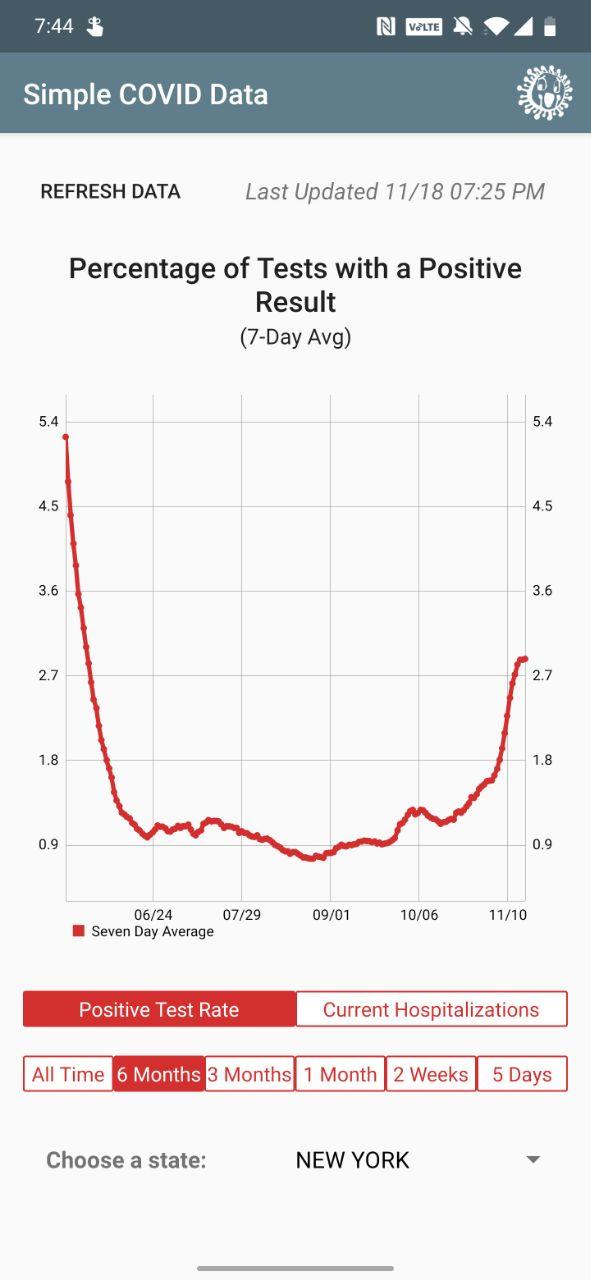 7:44
VoLTE
Simple COVID Data
REFRESH DATA Last Updated 11/18 07:25 PM
Percentage of Tests with a Positive
Result
(7-Day Avg)
5.4 5.4
4.5 4.5
3.6 3.6
2.7 2.7
1.8 1.8
0.9 0.9
06/24 07/29 09/01 10/06 11/10
Seven Day Average
Positive Test Rate Current Hospitalizations
All Time 6 Months 3 Months 1 Month 2 Weeks 5 Days
Choose a state: NEW YORK